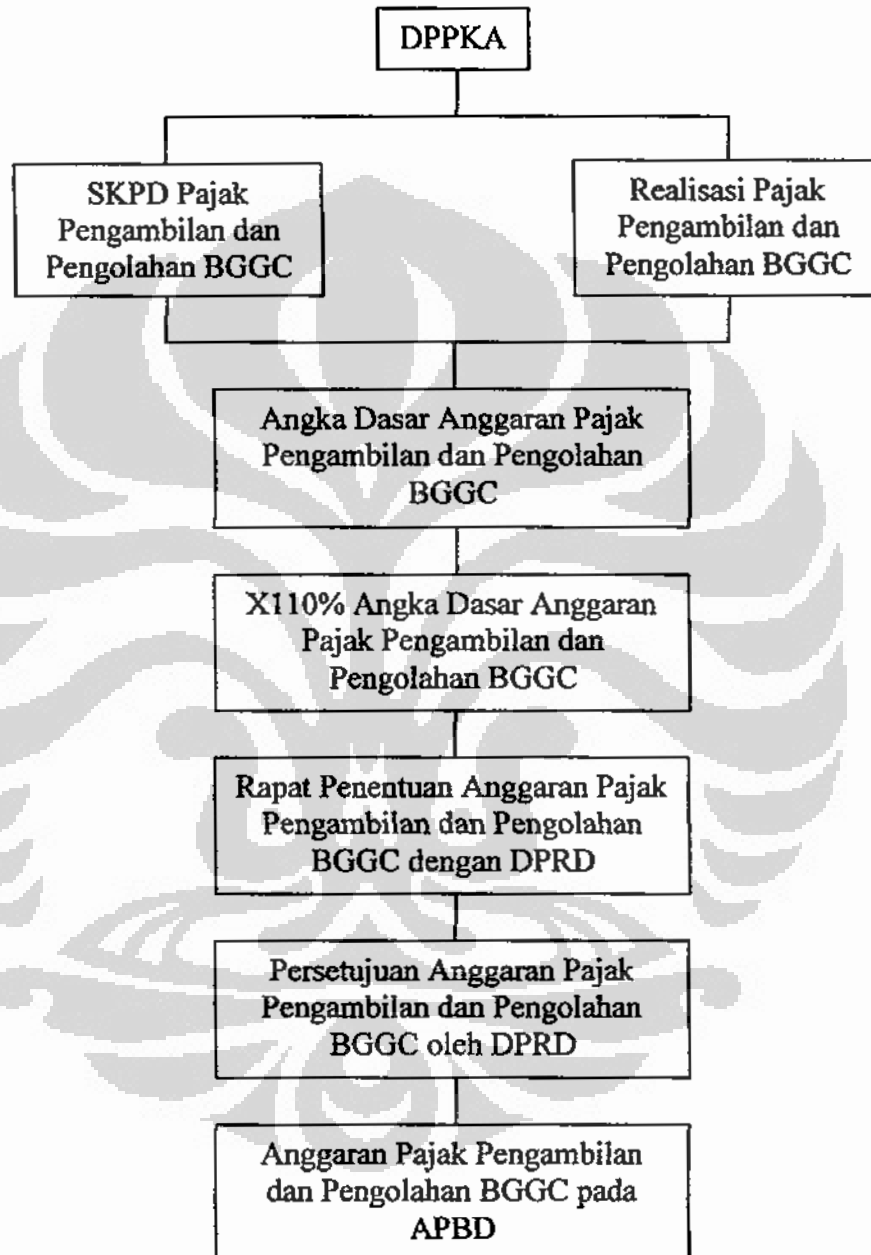 DPPKA
SKPD Pajak
Pengambilan dan
Pengolahan BGGC
Realisasi Pajak
Pengambilan dan
Pengolahan BGGC
Angka Dasar Anggaran Pajak
Pengambilan dan Pengolahan
BGGC
X110% Angka Dasar Anggaran
Pajak Pengambilan dan
Pengolahan BGGC
Rapat Penentuan Anggaran Pajak
Pengambilan dan Pengolahan
BGGC dengan DPRD
Persetujuan Anggaran Pajak
Pengambilan dan Pengolahan
BGGC oleh DPRD
Anggaran Pajak Pengambilan
dan Pengolahan BGGC pada
APBD